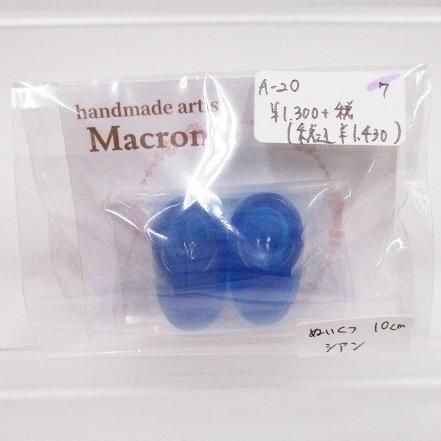 A-20 7
¥1.300+税
(税込¥1.430)
handmade artis
Macron
ぬいくつ 10cm
シアン